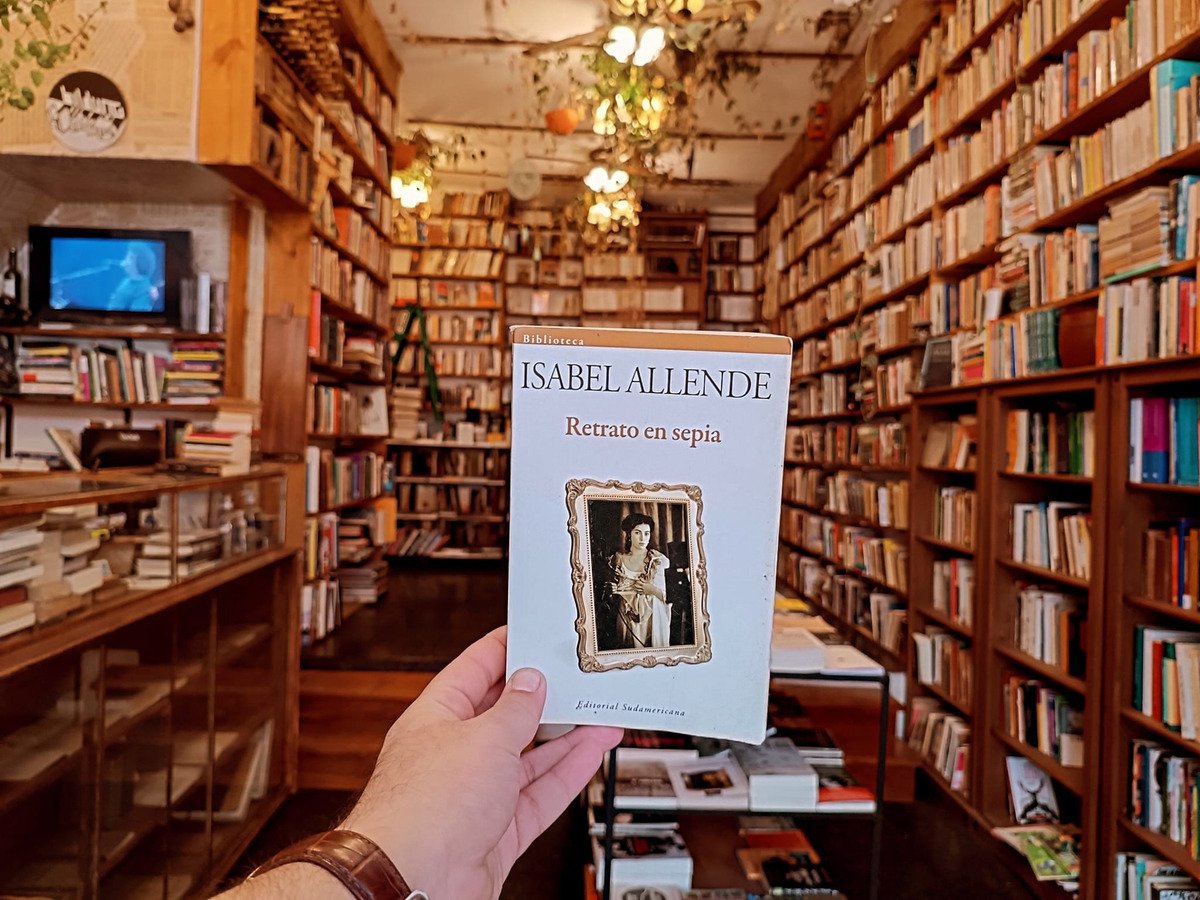 Biblioteca
ISABEL ALLENDE
Retrato en sepia
Editorial Sudamericana